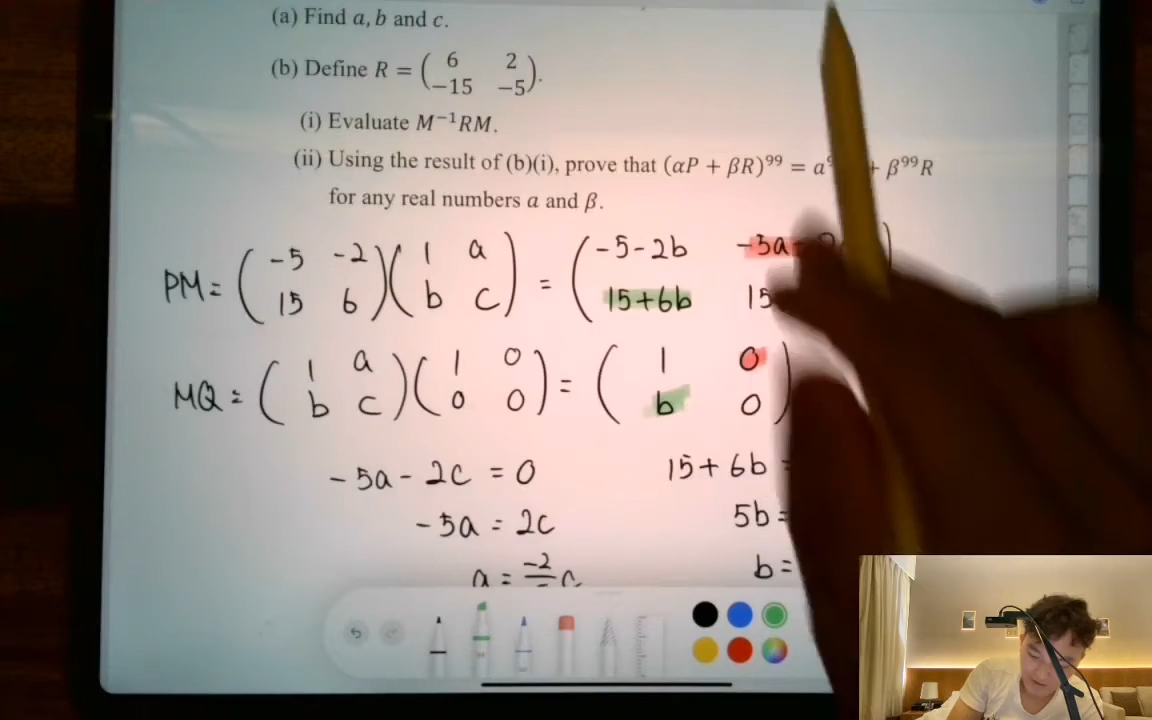 (a) Find a, b and c.
(b) Define R = ( 6 2 −15 −5 ).
(i) Evaluate M⁻¹RM.
(ii) Using the result of (b)(i), prove that (αP + βR)⁹⁹ = α + β⁹⁹R
for any real numbers α and β.
PM = ( -5 -2 15 6 )( 1 a b c ) = ( -5-2b -5a 15+6b 15
MQ = ( 1 a b c )( 1 0 0 0 ) = ( 1 0 b 0 )
-5a - 2c = 0 15 + 6b =
-5a = 2c 5b =
a = -2 c b =